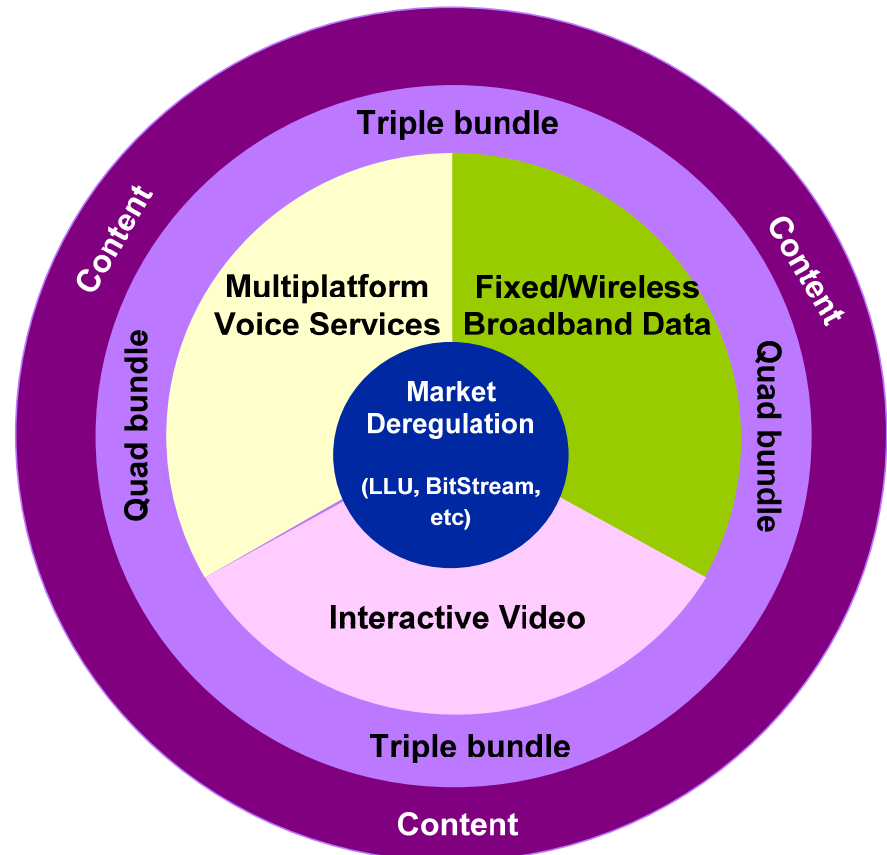 Triple bundle
Content
Content
Multiplatform
Voice Services
Fixed/Wireless
Broadband Data
Quad bundle
Quad bundle
Market
Deregulation
(LLU, BitStream,
etc)
Interactive Video
Triple bundle
Content